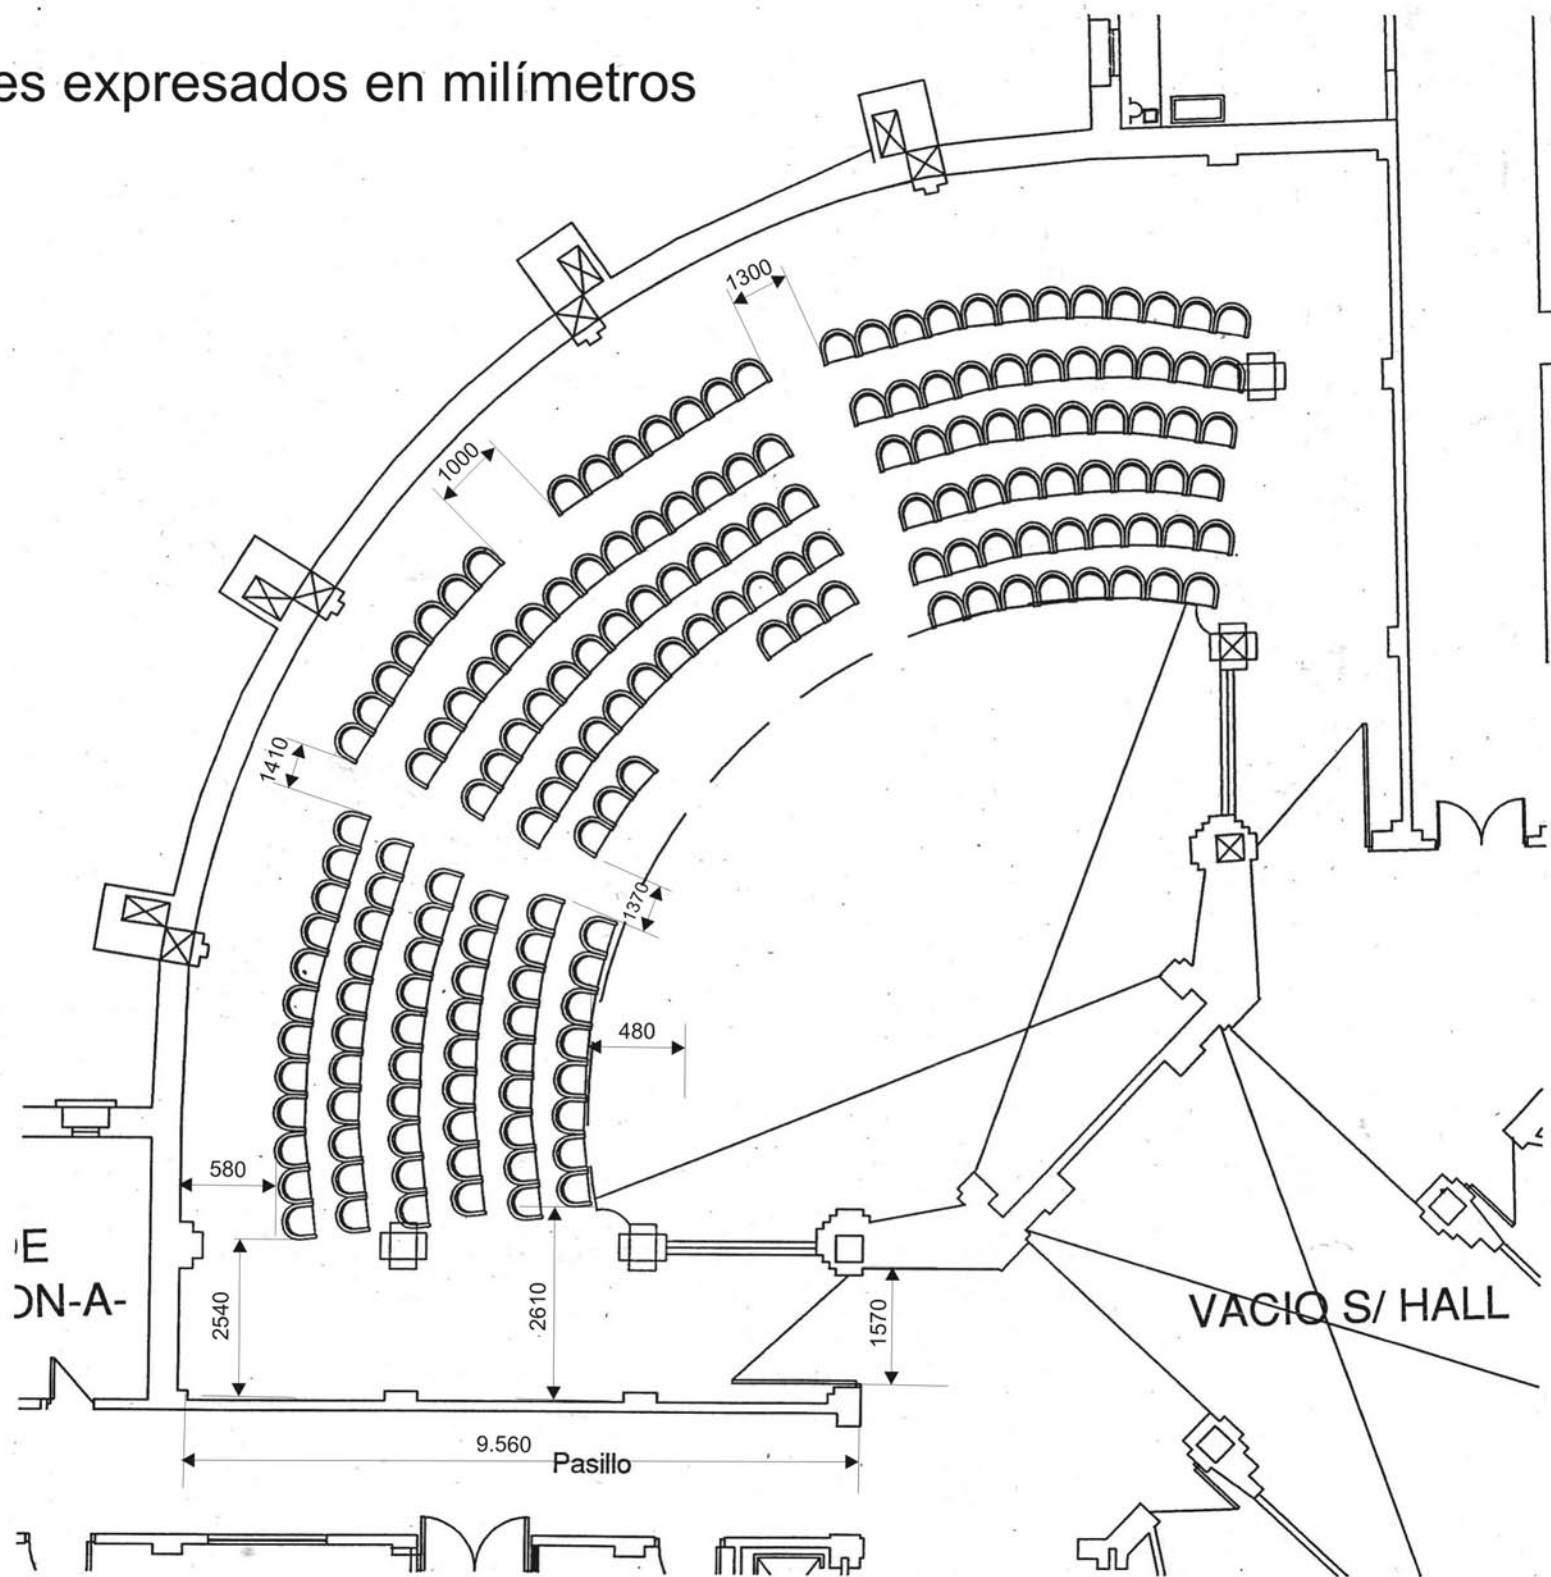 es expresados en milímetros
1300
1000
1410
1370
480
580
E
ON-A-
2540
2610
1570
VACIO S/ HALL
9.560
Pasillo